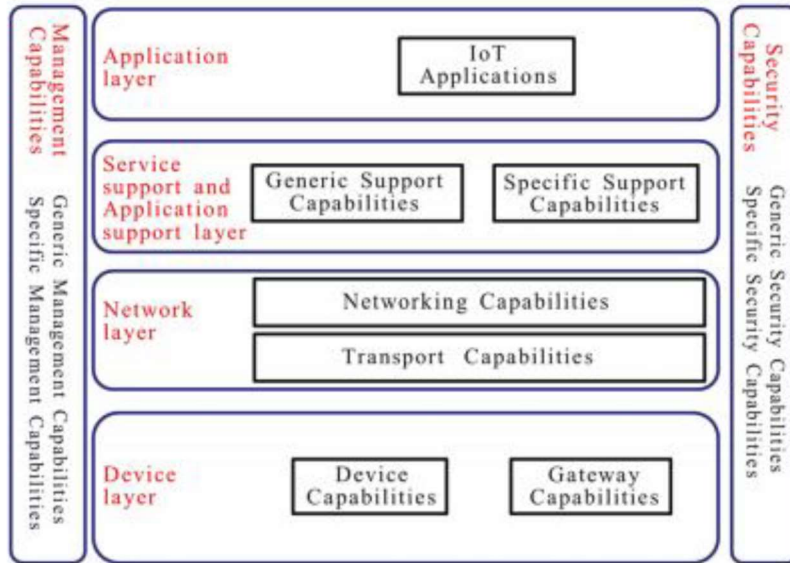 Management
Capabilities
Generic Management Capabilities
Specific Management Capabilities
Application
layer
IoT
Applications
Service
support and
Application
support layer
Generic Support
Capabilities
Specific Support
Capabilities
Network
layer
Networking Capabilities
Transport Capabilities
Device
layer
Device
Capabilities
Gateway
Capabilities
Security
Capabilities
Generic Security Capabilities
Specific Security Capabilities